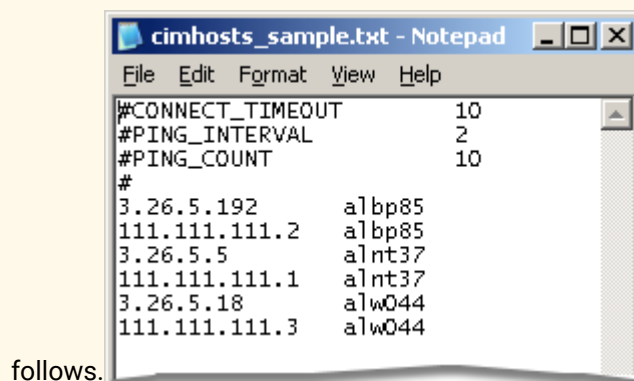 cimhosts_sample.txt - Notepad
File Edit Format View Help
#CONNECT_TIMEOUT 10
#PING_INTERVAL 2
#PING_COUNT 10
#
3.26.5.192 albp85
111.111.111.2 albp85
3.26.5.5 alnt37
111.111.111.1 alnt37
3.26.5.18 alw044
111.111.111.3 alw044
follows.